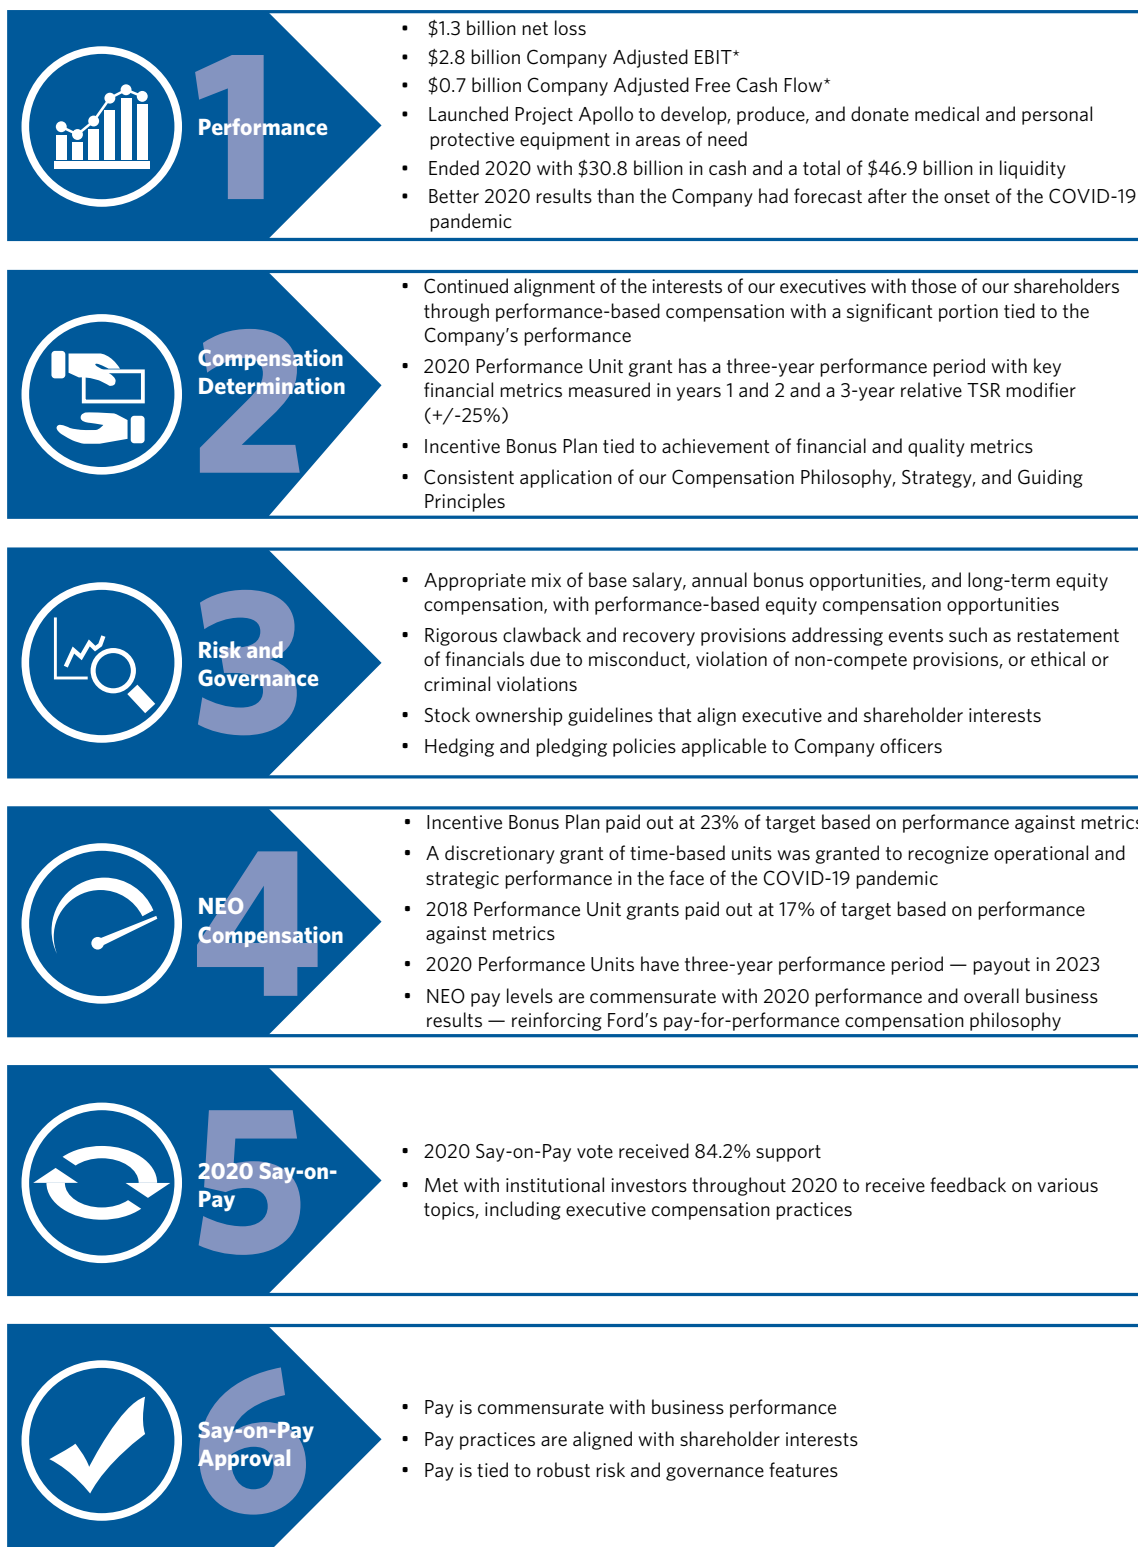 1
Performance
• $1.3 billion net loss
• $2.8 billion Company Adjusted EBIT*
• $0.7 billion Company Adjusted Free Cash Flow*
• Launched Project Apollo to develop, produce, and donate medical and personal
protective equipment in areas of need
• Ended 2020 with $30.8 billion in cash and a total of $46.9 billion in liquidity
• Better 2020 results than the Company had forecast after the onset of the COVID-19
pandemic
2
Compensation
Determination
• Continued alignment of the interests of our executives with those of our shareholders
through performance-based compensation with a significant portion tied to the
Company’s performance
• 2020 Performance Unit grant has a three-year performance period with key
financial metrics measured in years 1 and 2 and a 3-year relative TSR modifier
(+/-25%)
• Incentive Bonus Plan tied to achievement of financial and quality metrics
• Consistent application of our Compensation Philosophy, Strategy, and Guiding
Principles
3
Risk and
Governance
• Appropriate mix of base salary, annual bonus opportunities, and long-term equity
compensation, with performance-based equity compensation opportunities
• Rigorous clawback and recovery provisions addressing events such as restatement
of financials due to misconduct, violation of non-compete provisions, or ethical or
criminal violations
• Stock ownership guidelines that align executive and shareholder interests
• Hedging and pledging policies applicable to Company officers
4
NEO
Compensation
• Incentive Bonus Plan paid out at 23% of target based on performance against metrics
• A discretionary grant of time-based units was granted to recognize operational and
strategic performance in the face of the COVID-19 pandemic
• 2018 Performance Unit grants paid out at 17% of target based on performance
against metrics
• 2020 Performance Units have three-year performance period — payout in 2023
• NEO pay levels are commensurate with 2020 performance and overall business
results — reinforcing Ford’s pay-for-performance compensation philosophy
5
2020 Say-on-
Pay
• 2020 Say-on-Pay vote received 84.2% support
• Met with institutional investors throughout 2020 to receive feedback on various
topics, including executive compensation practices
6
Say-on-Pay
Approval
• Pay is commensurate with business performance
• Pay practices are aligned with shareholder interests
• Pay is tied to robust risk and governance features